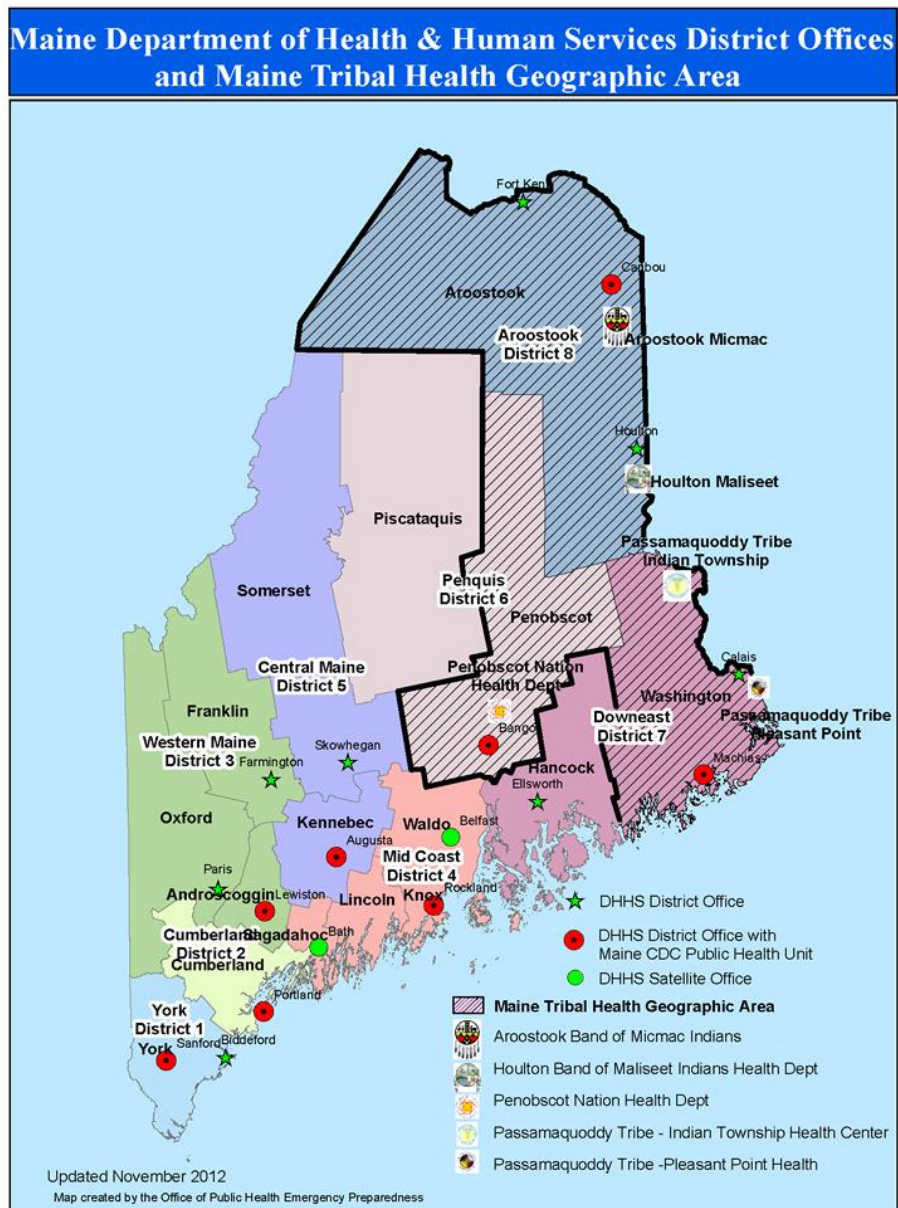 Maine Department of Health & Human Services District Offices
and Maine Tribal Health Geographic Area
Fort Kent
Caribou
Aroostook
Aroostook
District 8
Aroostook Micmac
Houlton
Houlton Maliseet
Piscataquis
Passamaquoddy Tribe
Indian Township
Somerset
Penquis
District 6
Penobscot
Calais
Central Maine
District 5
Penobscot Nation
Health Dept
Washington
Franklin
Downeast
District 7
Passamaquoddy Tribe
Pleasant Point
Western Maine
District 3
Skowhegan
Bangor
Farmington
Hancock
Machias
Ellsworth
Oxford
Kennebec
Waldo
Belfast
Augusta
Mid Coast
District 4
Paris
Androscoggin
Lewiston
Lincoln
Knox
Rockland
Cumberland
District 2
Sagadahoc
Bath
Cumberland
Portland
York
District 1
York
Sanford
Biddeford
DHHS District Office
DHHS District Office with
Maine CDC Public Health Unit
DHHS Satellite Office
Maine Tribal Health Geographic Area
Aroostook Band of Micmac Indians
Houlton Band of Maliseet Indians Health Dept
Penobscot Nation Health Dept
Passamaquoddy Tribe - Indian Township Health Center
Passamaquoddy Tribe -Pleasant Point Health
Updated November 2012
Map created by the Office of Public Health Emergency Preparedness